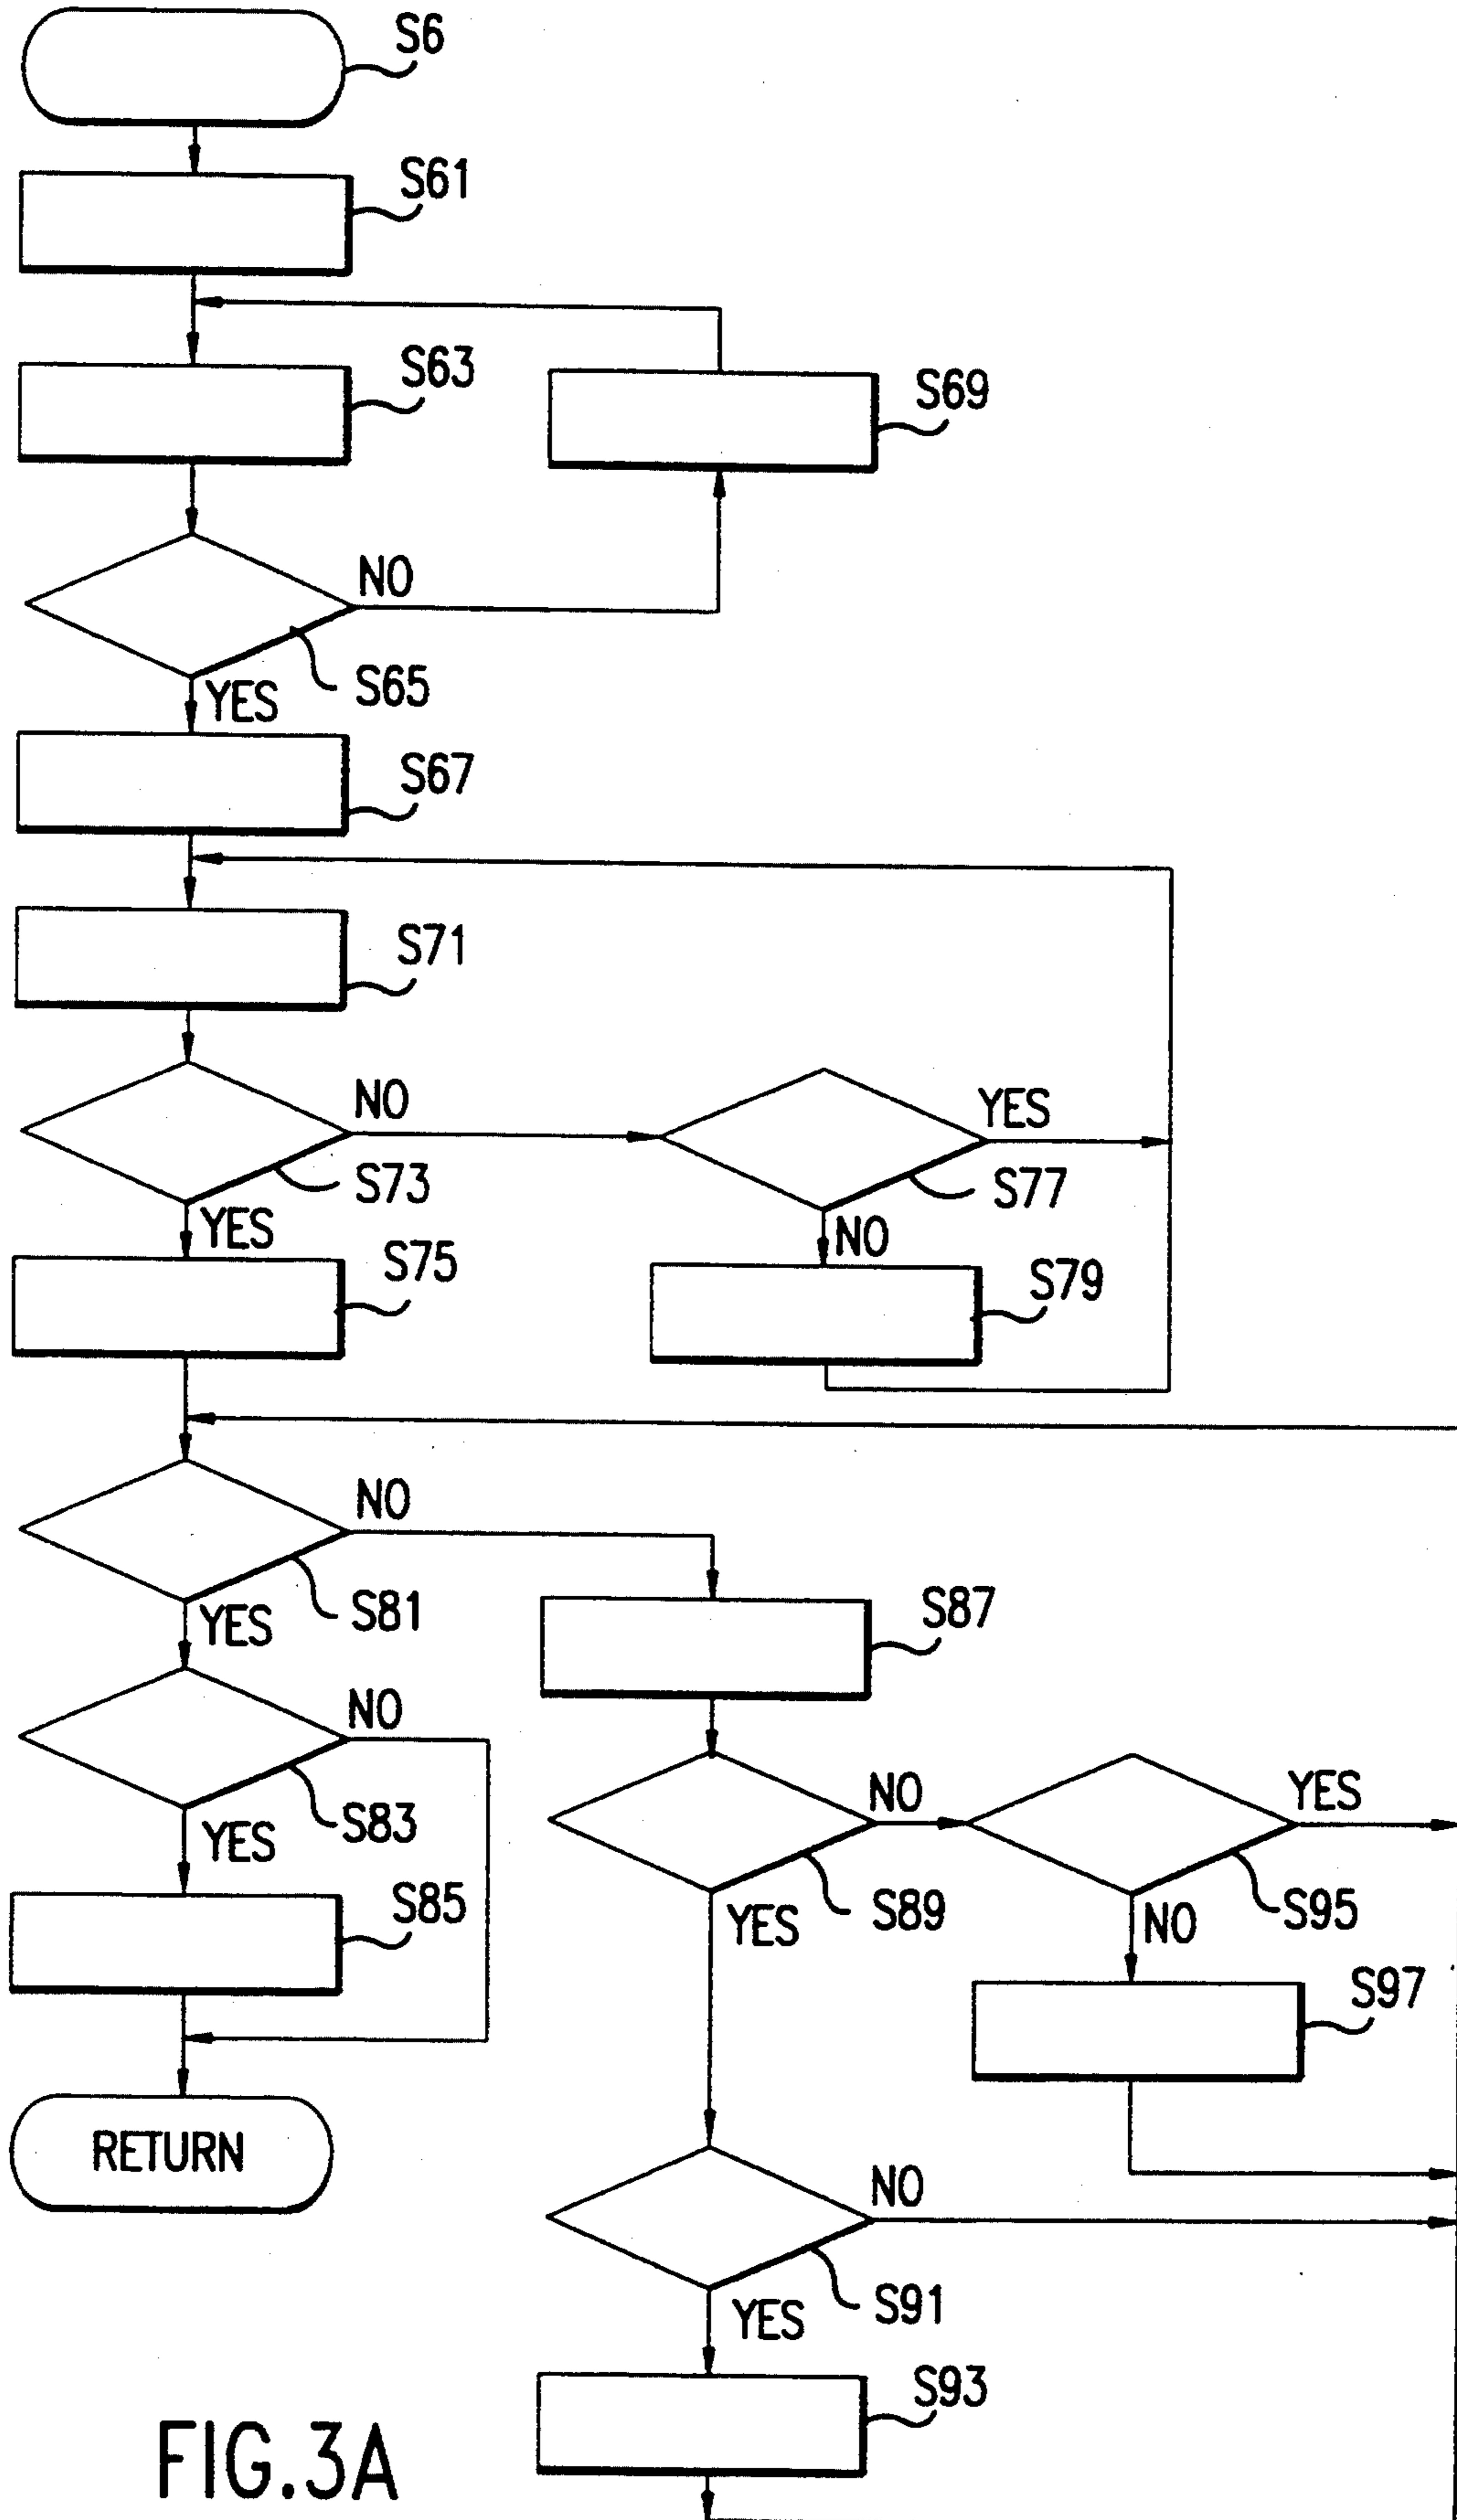 S6
S61
S63
S69
NO
S65
YES
S67
S71
NO
YES
S73
S77
YES
NO
S75
S79
NO
S81
YES
S87
NO
S83
YES
NO
YES
S85
S89
S95
YES
NO
S97
RETURN
NO
S91
YES
S93
FIG.3A